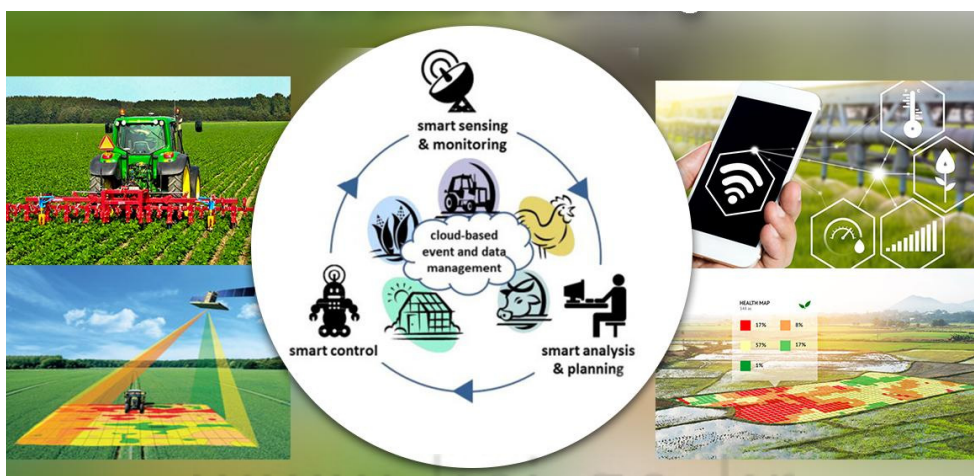 smart sensing
& monitoring
cloud-based
event and data
management
smart control
smart analysis
& planning
HEALTH MAP
17%
8%
57%
17%
1%